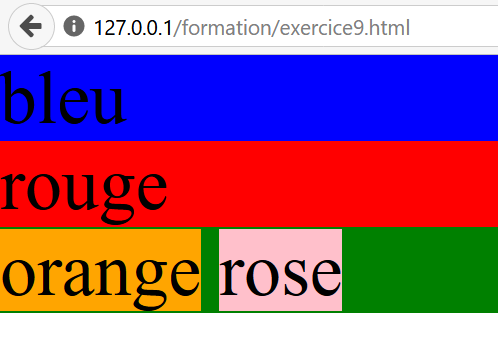 127.0.0.1/formation/exercice9.html
bleu
rouge
orange rose